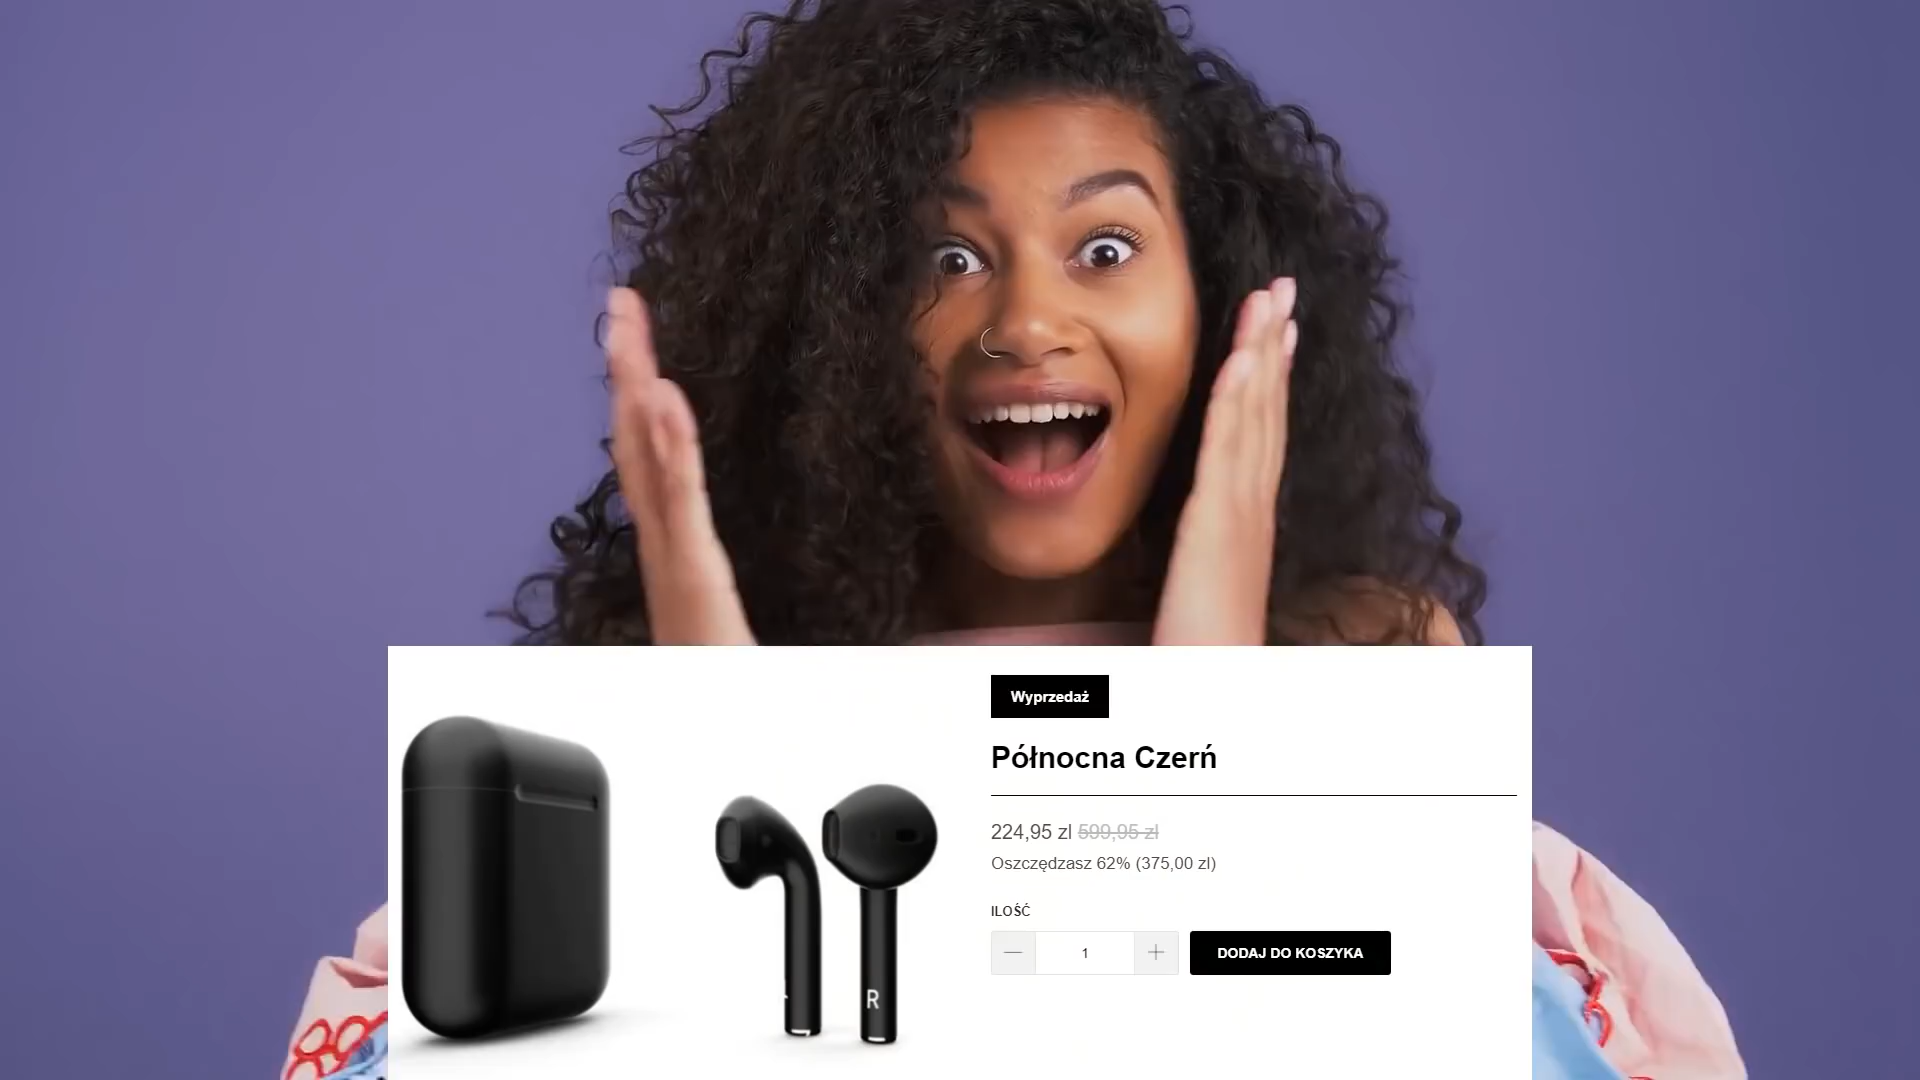 Wyprzedaż
Północna Czerń
224,95 zl 599,95 zl
Oszczędzasz 62% (375,00 zl)
ILOŚĆ
1
DODAJ DO KOSZYKA
R